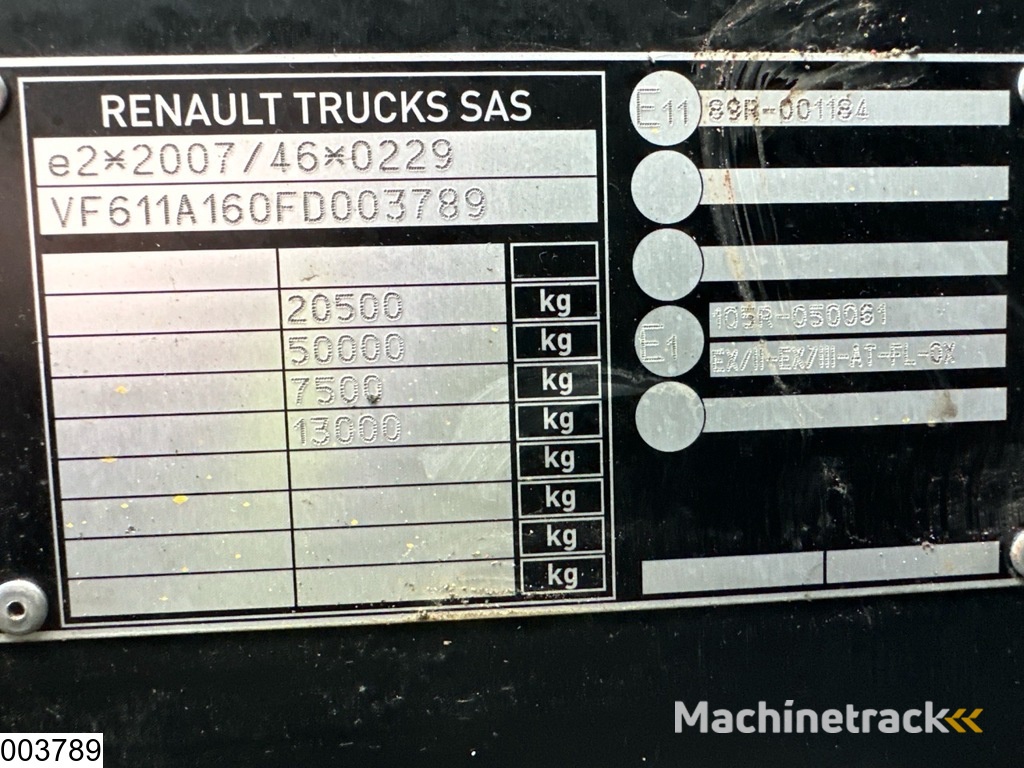 RENAULT TRUCKS SAS
e2*2007/46*0229
VF611A160FD003789
20500 kg
50000 kg
7500 kg
13000 kg
kg
kg
kg
kg
E11 89R-001184
E1 105R-050061
EX/II-EX/III-AT-FL-OX
Machinetrack
003789